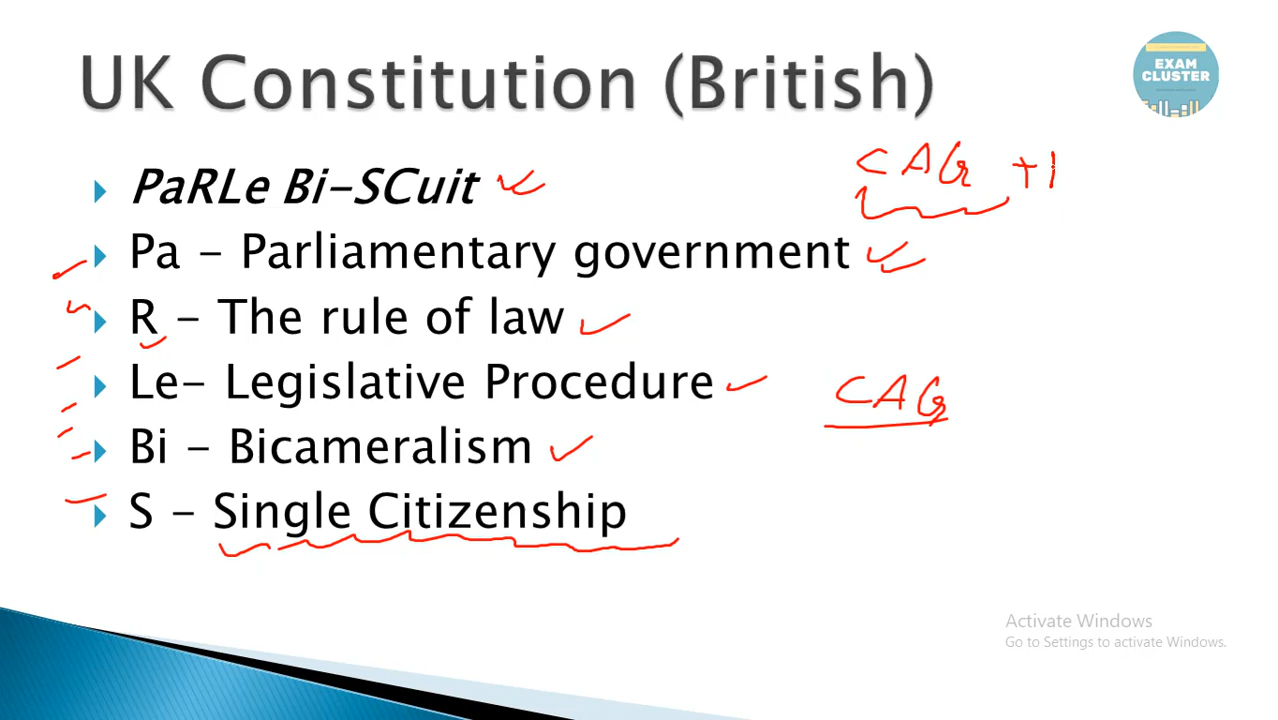 UK Constitution (British)
EXAM
CLUSTER
PaRLe Bi-SCuit
CAG +1
Pa - Parliamentary government
R - The rule of law
Le- Legislative Procedure
CAG
Bi - Bicameralism
S - Single Citizenship
Activate Windows
Go to Settings to activate Windows.